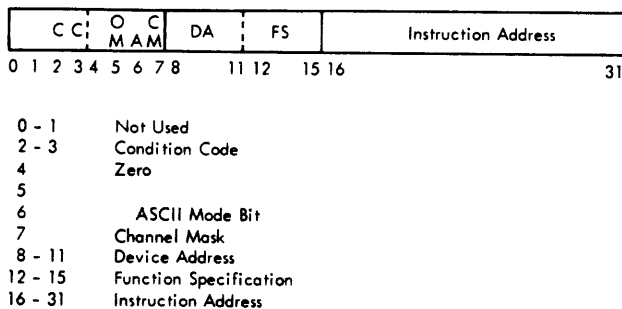 C C O M A C M DA FS Instruction Address
0 1 2 3 4 5 6 7 8 11 12 15 16 31
0 - 1 Not Used
2 - 3 Condition Code
4 Zero
5
6 ASCII Mode Bit
7 Channel Mask
8 - 11 Device Address
12 - 15 Function Specification
16 - 31 Instruction Address